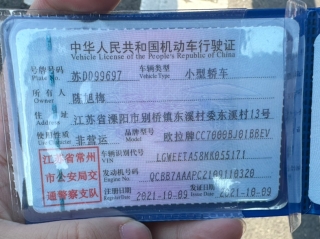 中华人民共和国机动车行驶证
Vehicle License of the People's Republic of China
号牌号码 苏DD99697 车辆类型 小型轿车
Plate No. Vehicle Type
所有人 陈旭梅
Owner
住址 江苏省溧阳市别桥镇东溪村委东溪村13号
Address
使用性质 非营运 品牌型号 欧拉牌CC7000BJ01BBEV
Use Character Model
江苏省常州市公安局交通警察支队
车辆识别代号 LGWEETA58MK055171
VIN
发动机号码 QCBB7AAAPC2109110320
Engine No.
注册日期 2021-10-09 发证日期 2021-10-09
Register Date Issue Date